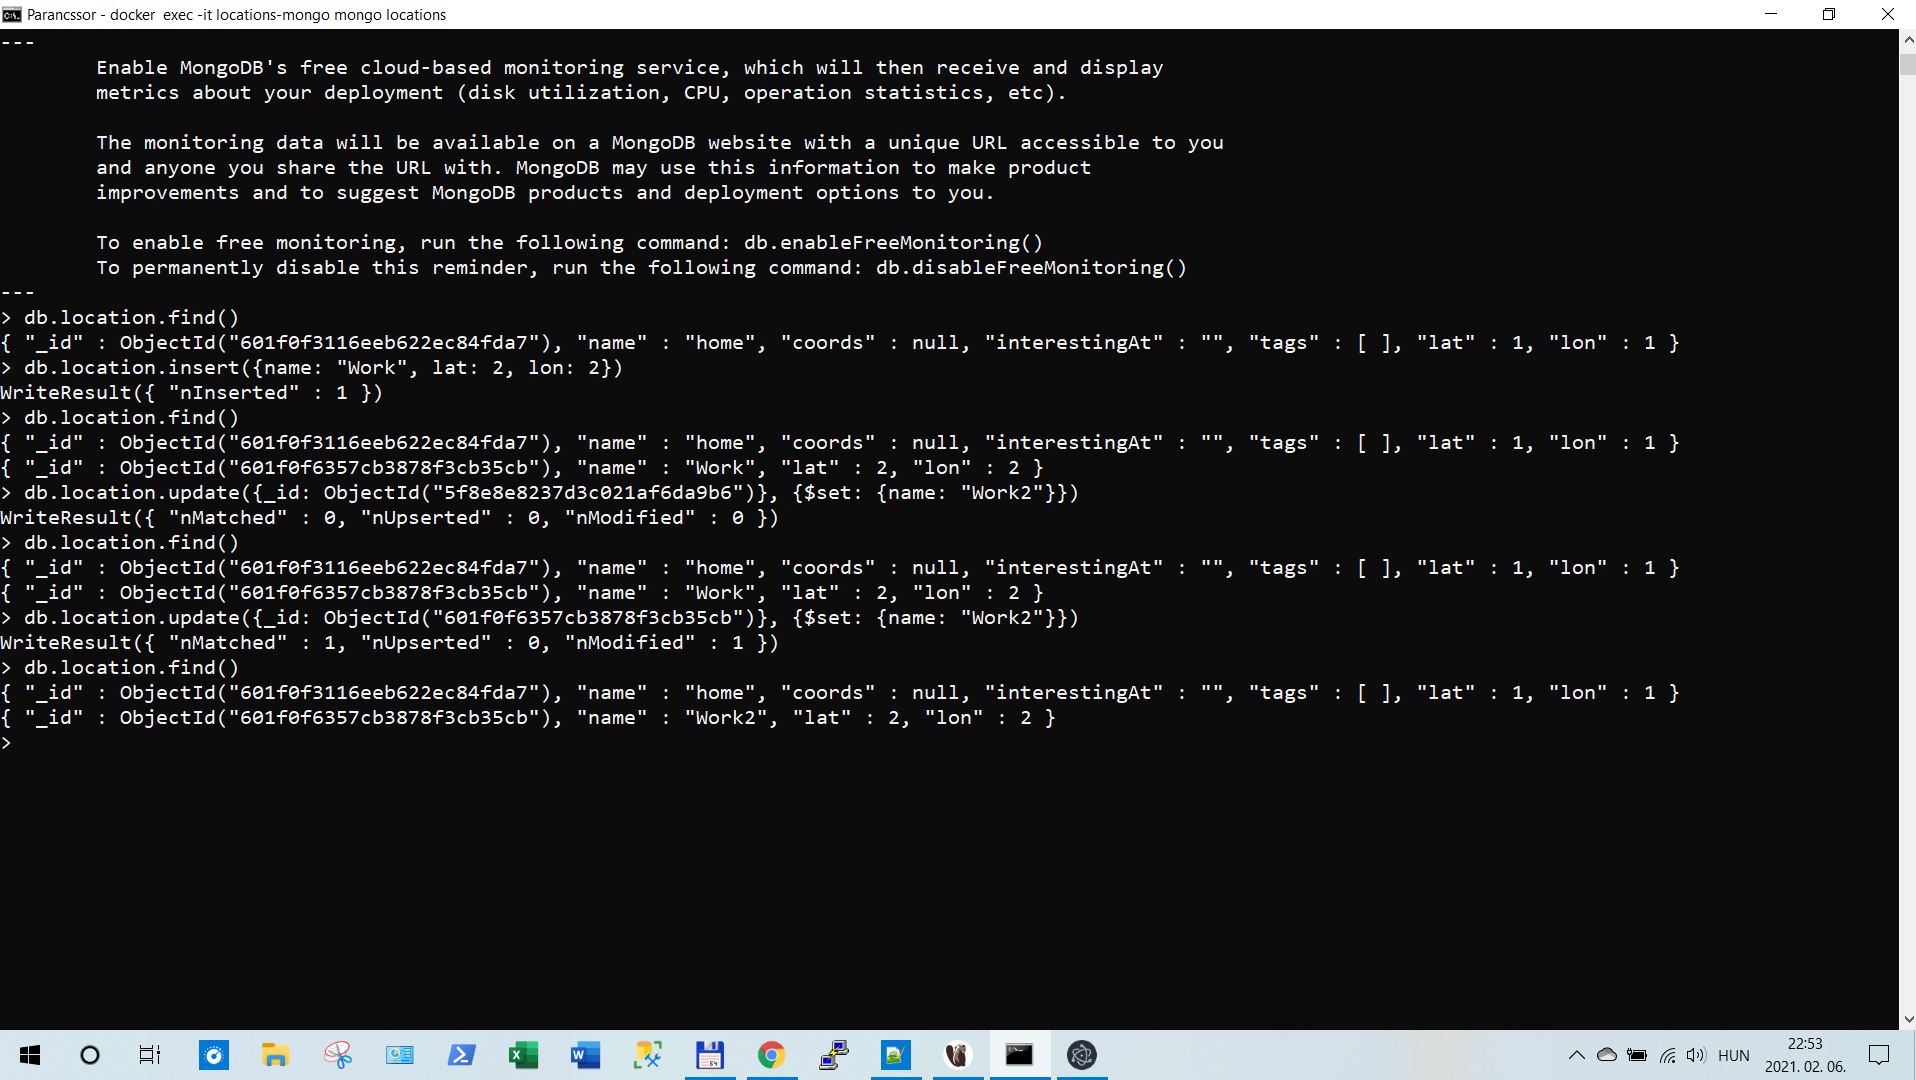 Parancssor - docker  exec -it locations-mongo mongo locations
---
        Enable MongoDB's free cloud-based monitoring service, which will then receive and display
        metrics about your deployment (disk utilization, CPU, operation statistics, etc).

        The monitoring data will be available on a MongoDB website with a unique URL accessible to you
        and anyone you share the URL with. MongoDB may use this information to make product
        improvements and to suggest MongoDB products and deployment options to you.

        To enable free monitoring, run the following command: db.enableFreeMonitoring()
        To permanently disable this reminder, run the following command: db.disableFreeMonitoring()
---
> db.location.find()
{ "_id" : ObjectId("601f0f3116eeb622ec84fda7"), "name" : "home", "coords" : null, "interestingAt" : "", "tags" : [ ], "lat" : 1, "lon" : 1 }
> db.location.insert({name: "Work", lat: 2, lon: 2})
WriteResult({ "nInserted" : 1 })
> db.location.find()
{ "_id" : ObjectId("601f0f3116eeb622ec84fda7"), "name" : "home", "coords" : null, "interestingAt" : "", "tags" : [ ], "lat" : 1, "lon" : 1 }
{ "_id" : ObjectId("601f0f6357cb3878f3cb35cb"), "name" : "Work", "lat" : 2, "lon" : 2 }
> db.location.update({_id: ObjectId("5f8e8e8237d3c021af6da9b6")}, {$set: {name: "Work2"}})
WriteResult({ "nMatched" : 0, "nUpserted" : 0, "nModified" : 0 })
> db.location.find()
{ "_id" : ObjectId("601f0f3116eeb622ec84fda7"), "name" : "home", "coords" : null, "interestingAt" : "", "tags" : [ ], "lat" : 1, "lon" : 1 }
{ "_id" : ObjectId("601f0f6357cb3878f3cb35cb"), "name" : "Work", "lat" : 2, "lon" : 2 }
> db.location.update({_id: ObjectId("601f0f6357cb3878f3cb35cb")}, {$set: {name: "Work2"}})
WriteResult({ "nMatched" : 1, "nUpserted" : 0, "nModified" : 1 })
> db.location.find()
{ "_id" : ObjectId("601f0f3116eeb622ec84fda7"), "name" : "home", "coords" : null, "interestingAt" : "", "tags" : [ ], "lat" : 1, "lon" : 1 }
{ "_id" : ObjectId("601f0f6357cb3878f3cb35cb"), "name" : "Work2", "lat" : 2, "lon" : 2 }
>
HUN
22:53
2021. 02. 06.